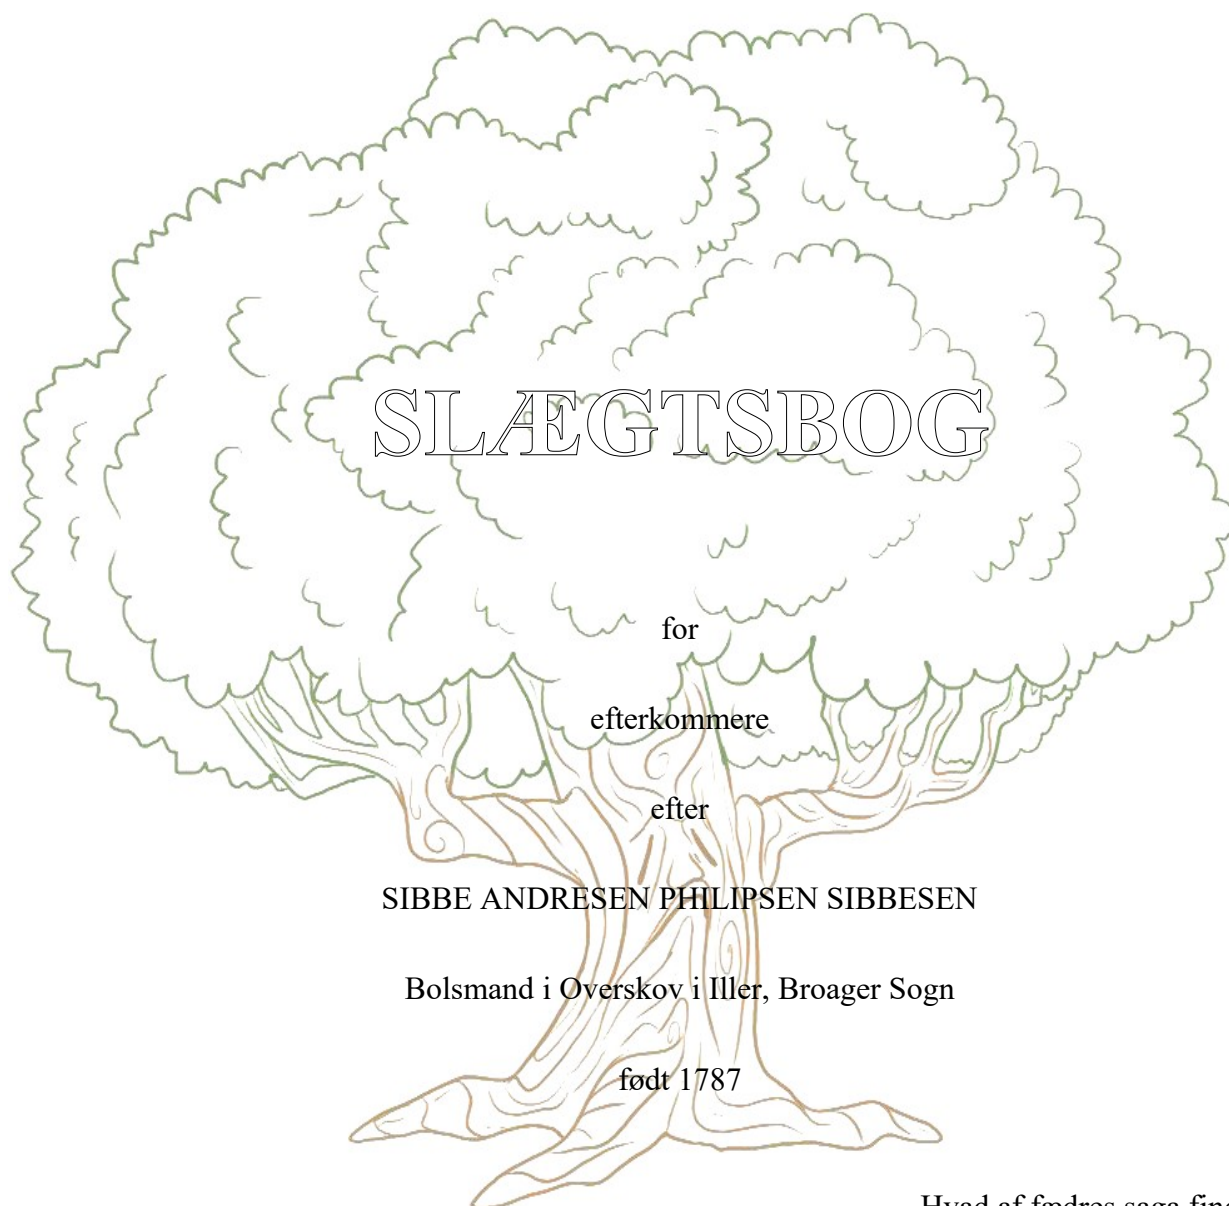 SLÆGTSBOG
for
efterkommere
efter
SIBBE ANDRESEN PHILIPSEN SIBBESEN
Bolsmand i Overskov i Iller, Broager Sogn
født 1787
Hvad af fædres saga